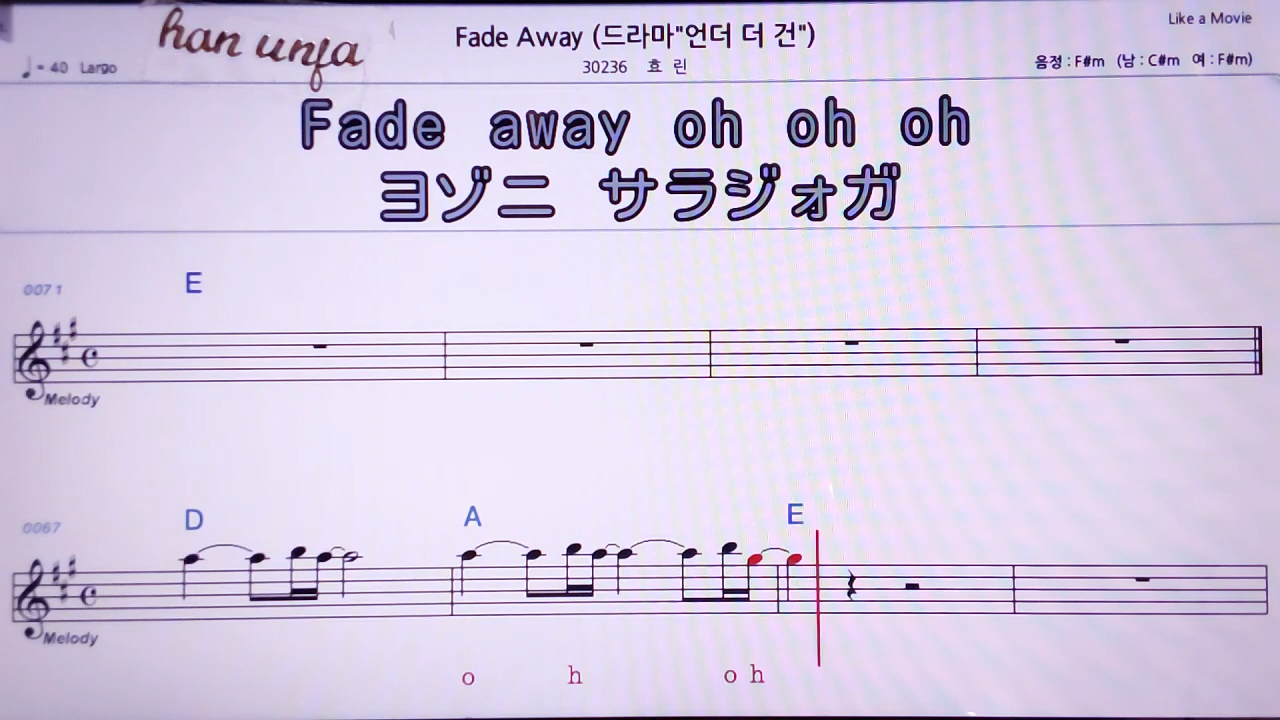 han unfa
Fade Away (드라마"언더 더 건")
Like a Movie
♩= 40 Largo
30236 효 린
음정 : F#m (남 : C#m 여 : F#m)
Fade away oh oh oh
ヨゾニ サラジォガ
0071
E
Melody
0067
D A E
Melody
o h o h